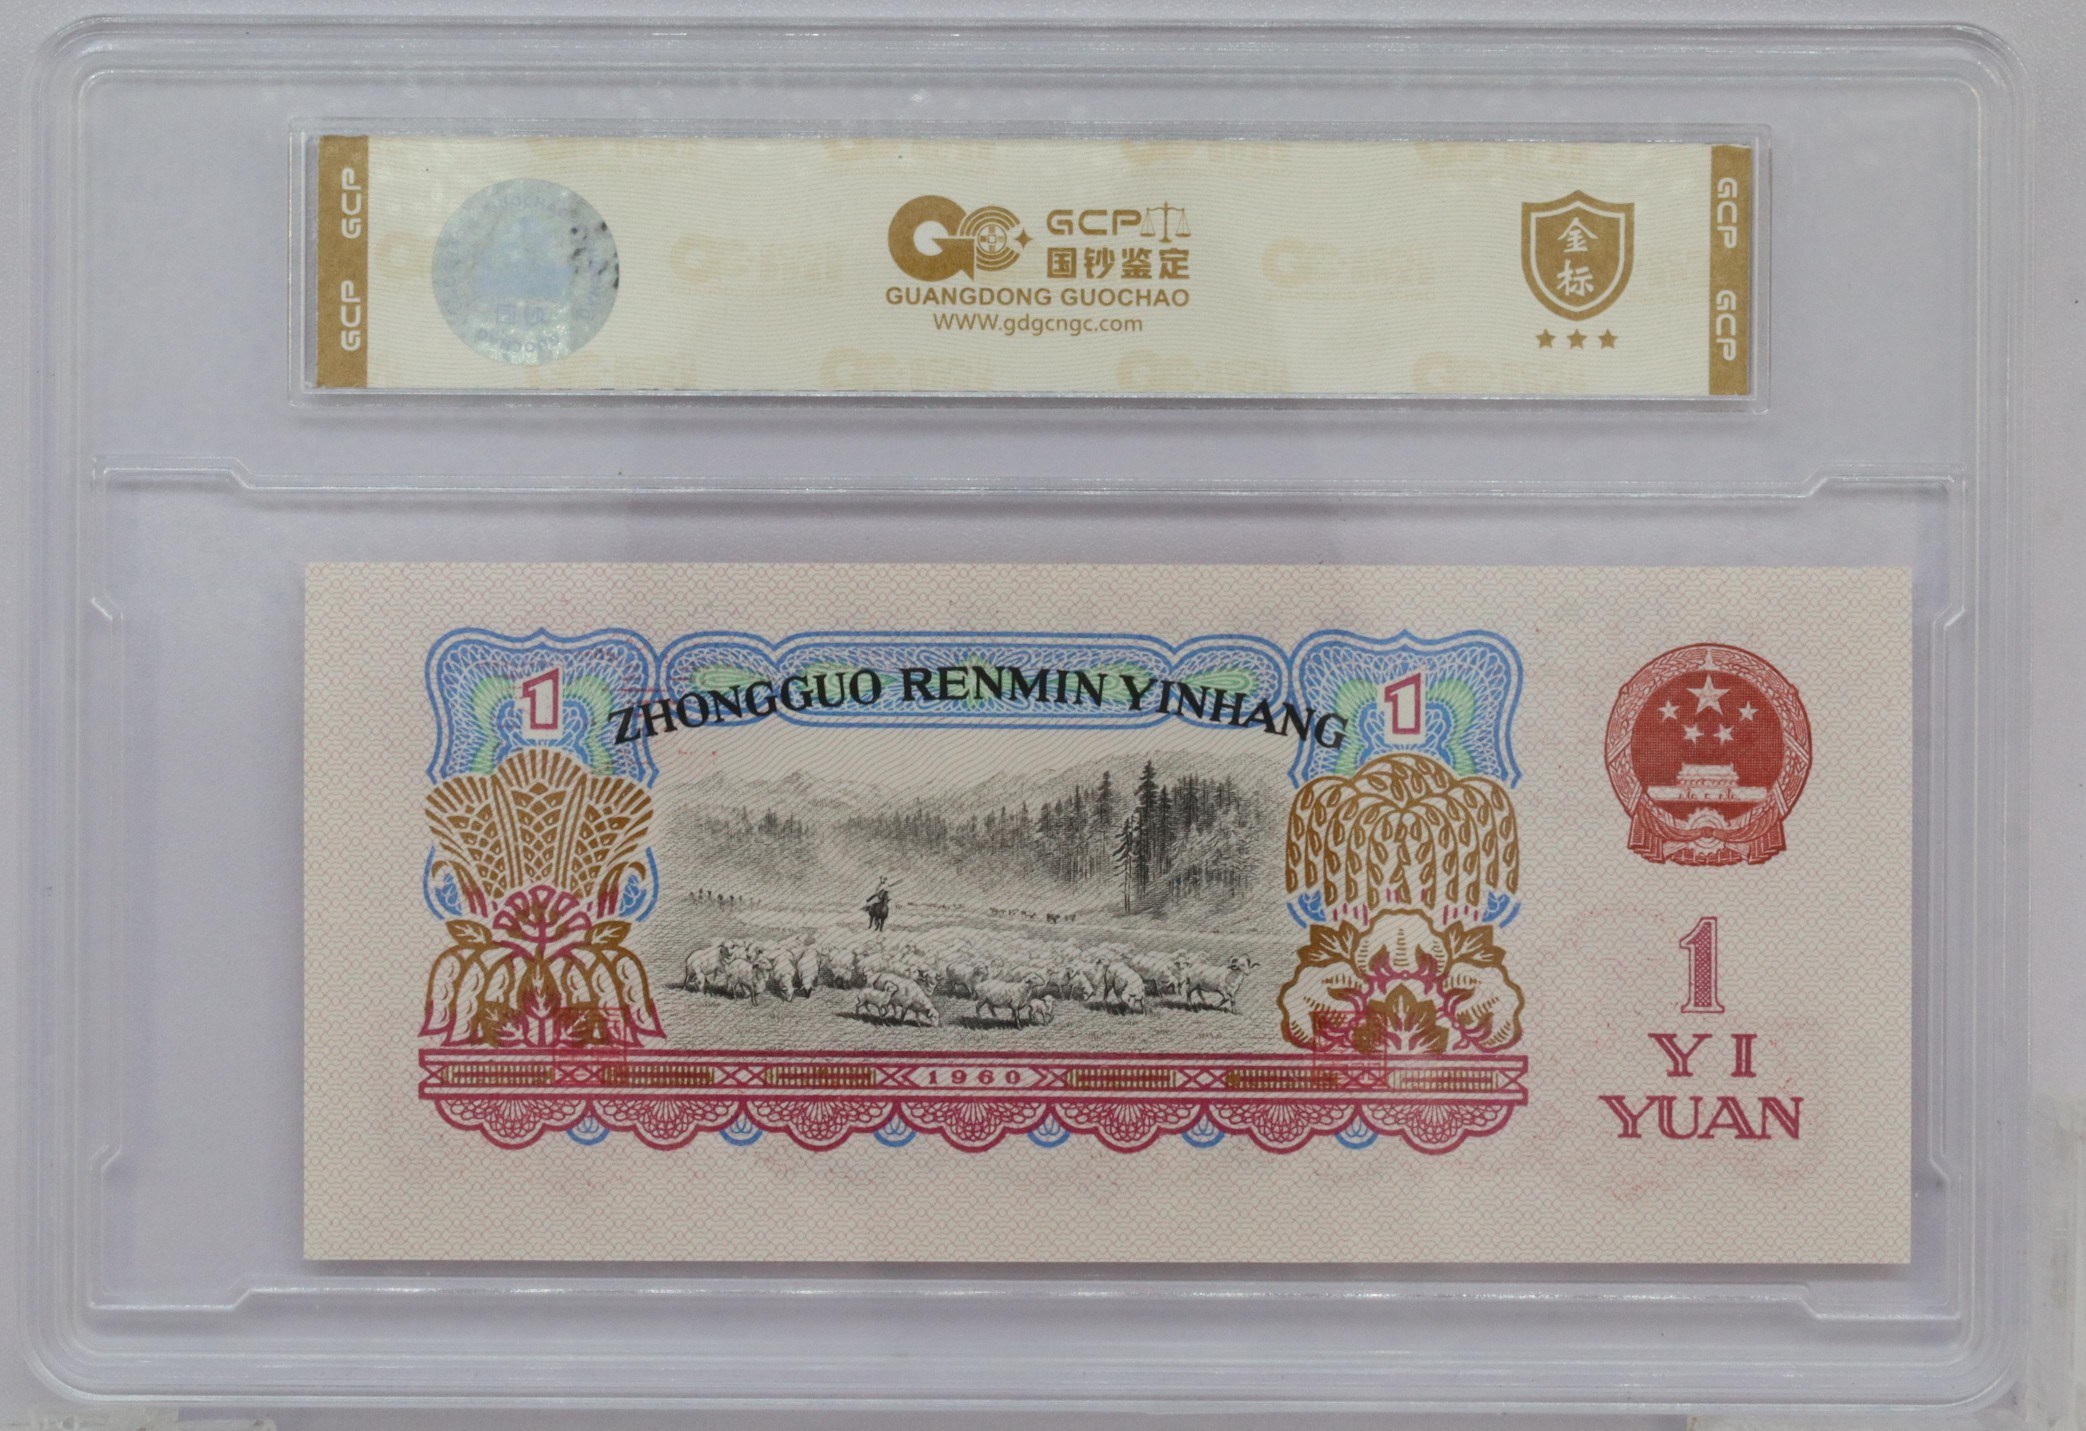 GCP
GCP
GCP
国钞鉴定
GUANGDONG GUOCHAO
WWW.gdgcngc.com
金
标
GCP
GCP
1
ZHONGGUO RENMIN YINHANG
1
1960
1
YI
YUAN